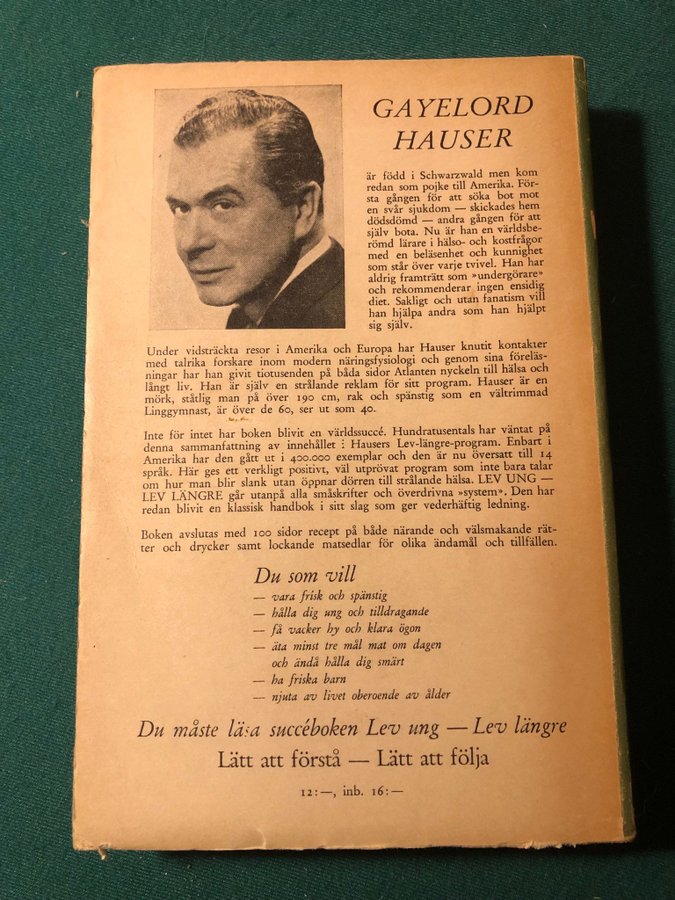 GAYELORD
HAUSER
är född i Schwarzwald men kom
redan som pojke till Amerika. För-
sta gången för att söka bot mot
en svår sjukdom — skickades hem
dödsdömd — andra gången för att
själv bota. Nu är han en världsbe-
römd lärare i hälso- och kostfrågor
med en beläsenhet och kunnighet
som står över varje tvivel. Han har
aldrig framträtt som »undergörare»
och rekommenderar ingen ensidig
diet. Sakligt och utan fanatism vill
han hjälpa andra som han hjälpt
sig själv.
Under vidsträckta resor i Amerika och Europa har Hauser knutit kontakter
med talrika forskare inom modern näringsfysiologi och genom sina föreläs-
ningar har han givit tiotusenden på båda sidor Atlanten nyckeln till hälsa och
långt liv. Han är själv en strålande reklam för sitt program. Hauser är en
mörk, ståtlig man på över 190 cm, rak och spänstig som en vältrimmad
Linggymnast, är över de 60, ser ut som 40.
Inte för intet har boken blivit en världssuccé. Hundratusentals har väntat på
denna sammanfattning av innehållet i Hausers Lev-längre-program. Enbart i
Amerika har den gått ut i 400.000 exemplar och den är nu översatt till 14
språk. Här ges ett verkligt positivt, väl utprövat program som inte bara talar
om hur man blir slank utan öppnar dörren till strålande hälsa. LEV UNG —
LEV LÄNGRE går utanpå alla småskrifter och överdrivna »system». Den har
redan blivit en klassisk handbok i sitt slag som ger vederhäftig ledning.
Boken avslutas med 100 sidor recept på både närande och välsmakande rät-
ter och drycker samt lockande matsedlar för olika ändamål och tillfällen.
Du som vill
— vara frisk och spänstig
— hålla dig ung och tilldragande
— få vacker hy och klara ögon
— äta minst tre mål mat om dagen
och ändå hålla dig smärt
— ha friska barn
— njuta av livet oberoende av ålder
Du måste läsa succéboken Lev ung — Lev längre
Lätt att förstå — Lätt att följa
12:—, inb. 16:—